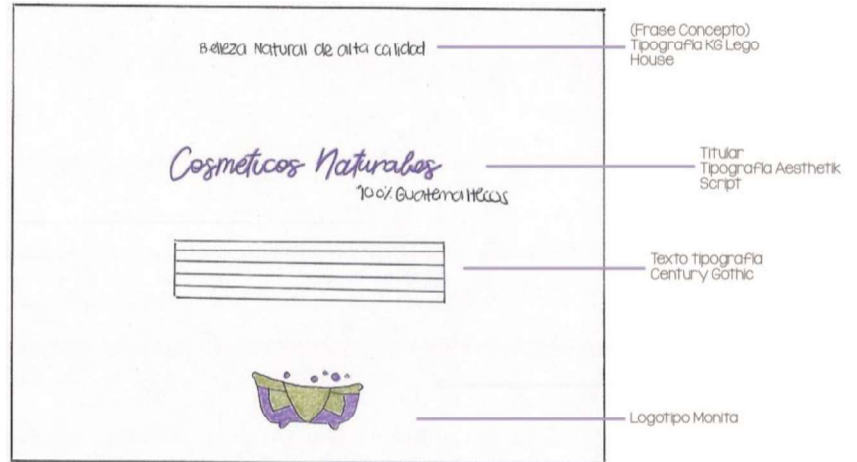 Belleza Natural de alta calidad
(Frase Concepto)
Tipografía KG Lego
House
Cosméticos Naturales
100% Guatemaltecos
Titular
Tipografía Aesthetik
Script
Texto tipografía
Century Gothic
Logotipo Monita